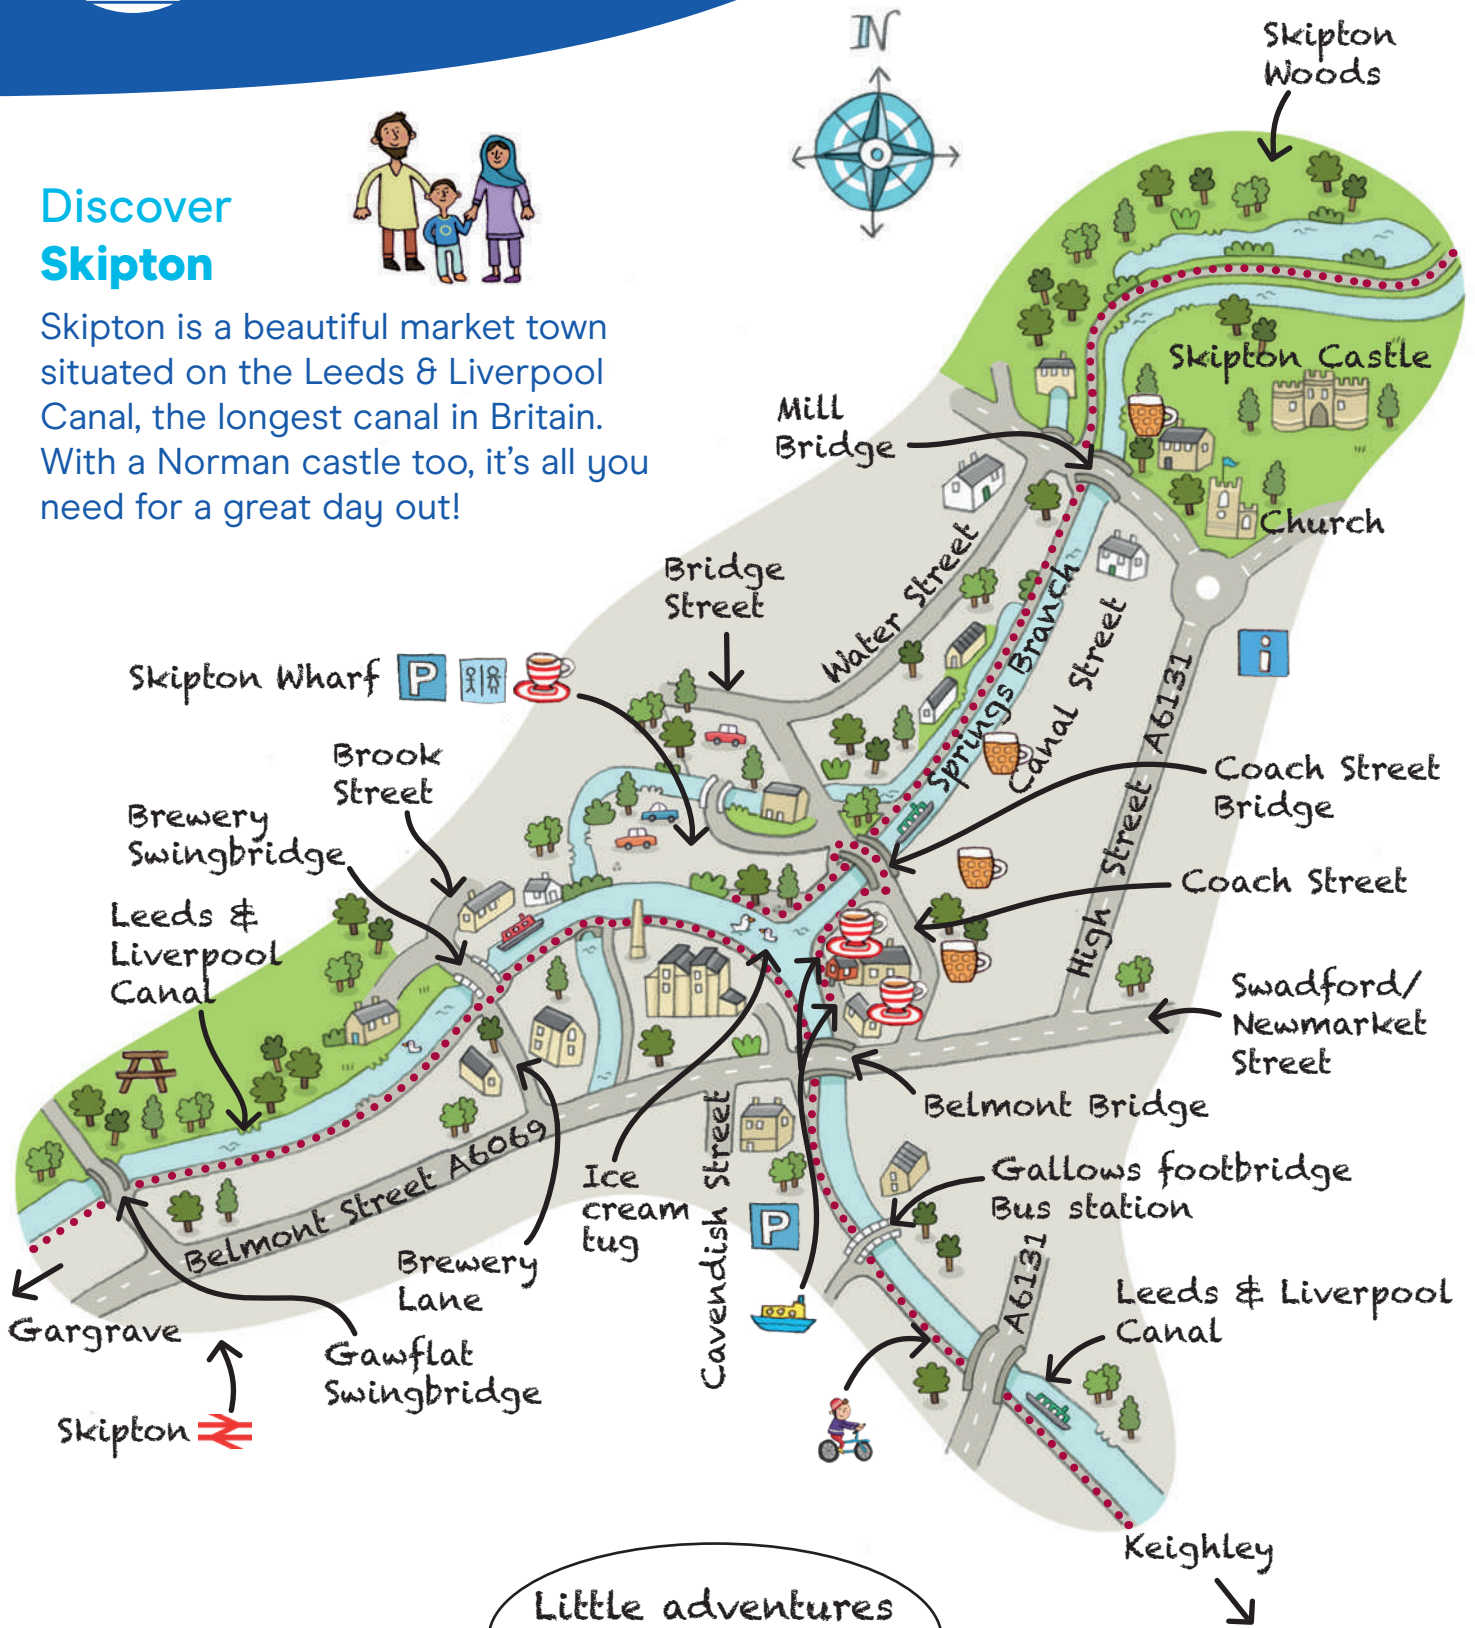 N
Skipton
Woods
Discover
Skipton
Skipton is a beautiful market town
situated on the Leeds & Liverpool
Canal, the longest canal in Britain.
With a Norman castle too, it's all you
need for a great day out!
Skipton Castle
Mill
Bridge
Church
Bridge
Street
Water Street
Springs Branch
Canal Street
Skipton Wharf
P
i
High Street A6131
Brook
Street
Coach Street
Bridge
Brewery
Swingbridge
Coach Street
Leeds &
Liverpool
Canal
Swadford/
Newmarket
Street
Belmont Bridge
Belmont Street A6069
Ice
cream
tug
Cavendish Street
P
Gallows footbridge
Bus station
A6131
Brewery
Lane
Leeds & Liverpool
Canal
Gargrave
Gawflat
Swingbridge
Skipton
Keighley
Little adventures